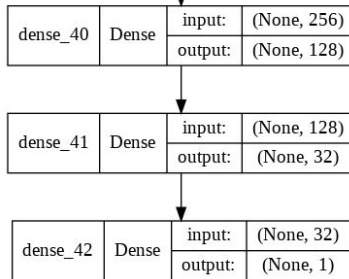 dense_40 Dense input: (None, 256)
output: (None, 128)
dense_41 Dense input: (None, 128)
output: (None, 32)
dense_42 Dense input: (None, 32)
output: (None, 1)